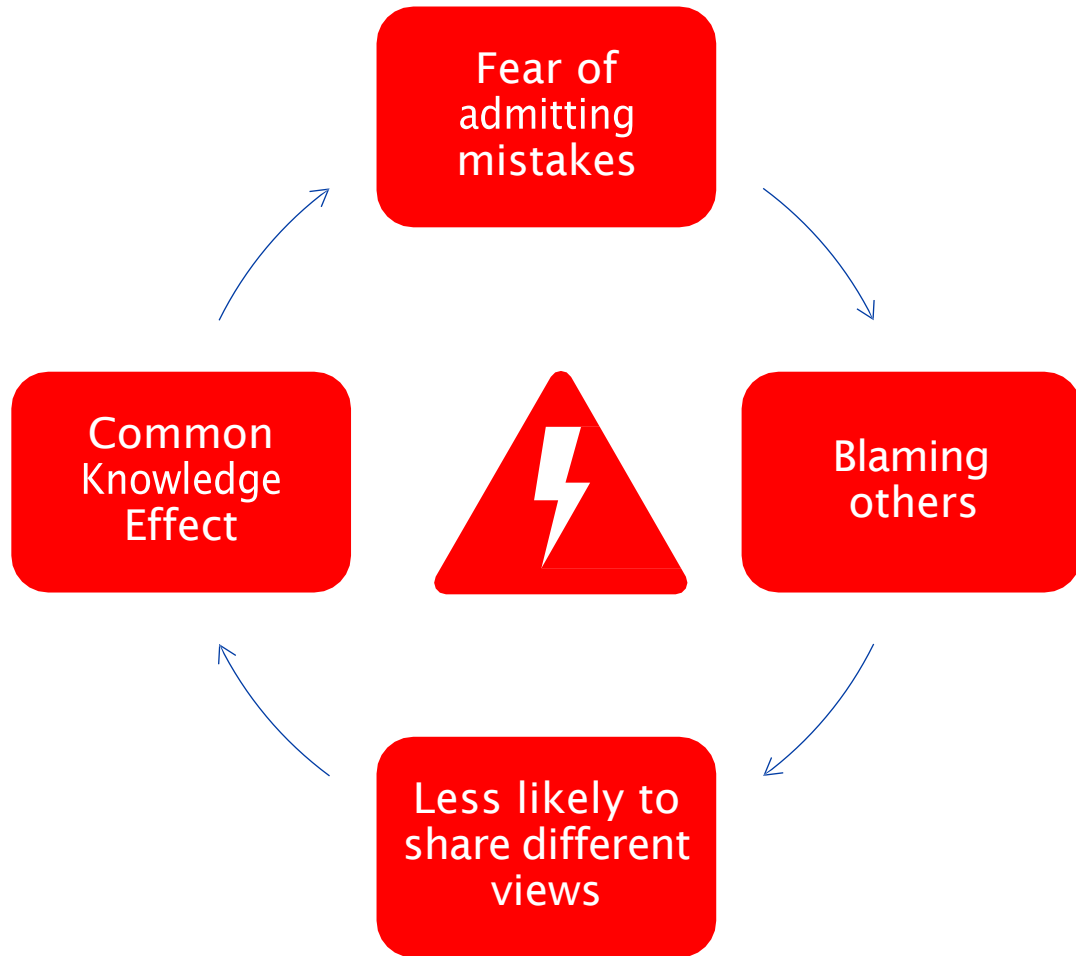 Fear of
admitting
mistakes
Blaming
others
Less likely to
share different
views
Common
Knowledge
Effect